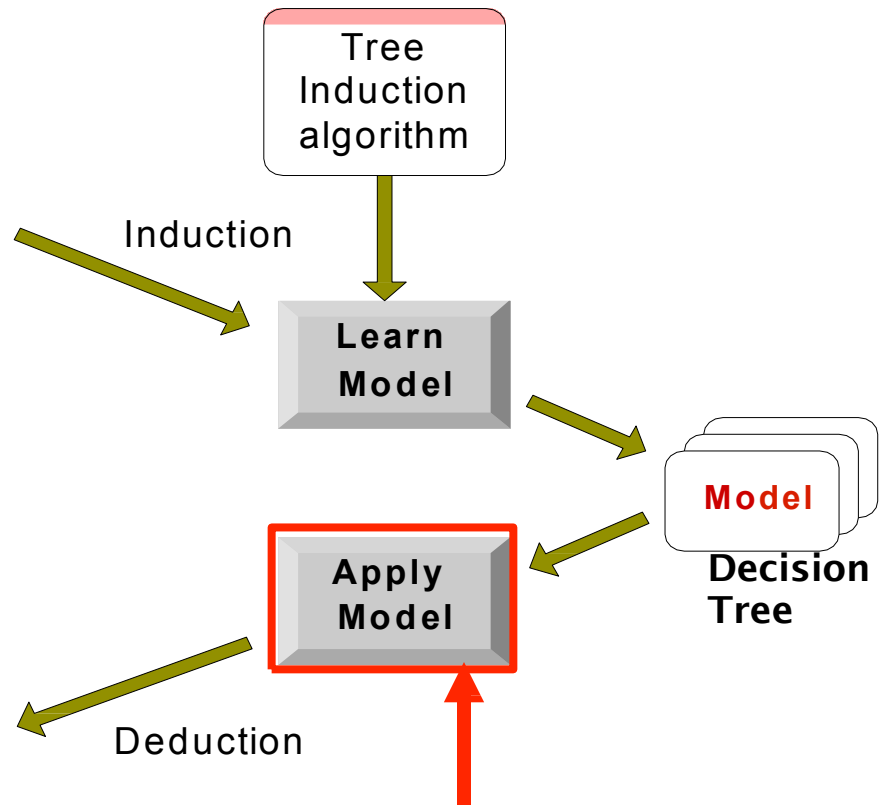 Tree
Induction
algorithm
Induction
Learn
Model
Model
Decision
Tree
Apply
Model
Deduction